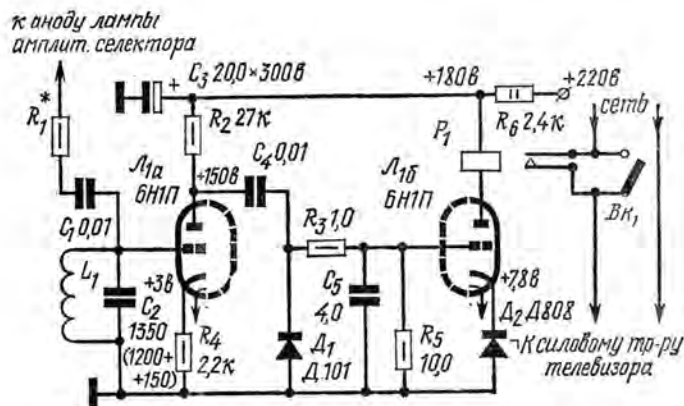 к аноду лампы
амплит. селектора
*
R₁
C₃ 20,0×300в
+
R₂ 27к
+180в
+220в
R₆ 2,4к
сеть
Л₁ₐ
6Н1П
+150в
C₄ 0,01
P₁
Л₁б
6Н1П
R₃ 1,0
Вк₁
C₁ 0,01
L₁
+3в
C₂
1350
(1200+
+150)
R₄
2,2к
C₅
4,0
Д₁
Д101
R₅
10,0
+7,8в
Д₂ Д808
К силовому тр-ру
телевизора